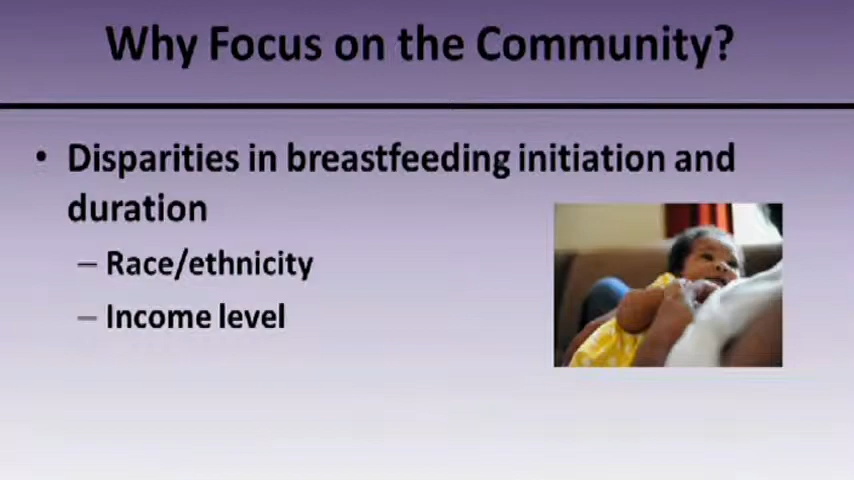 Why Focus on the Community?
• Disparities in breastfeeding initiation and
duration
– Race/ethnicity
– Income level